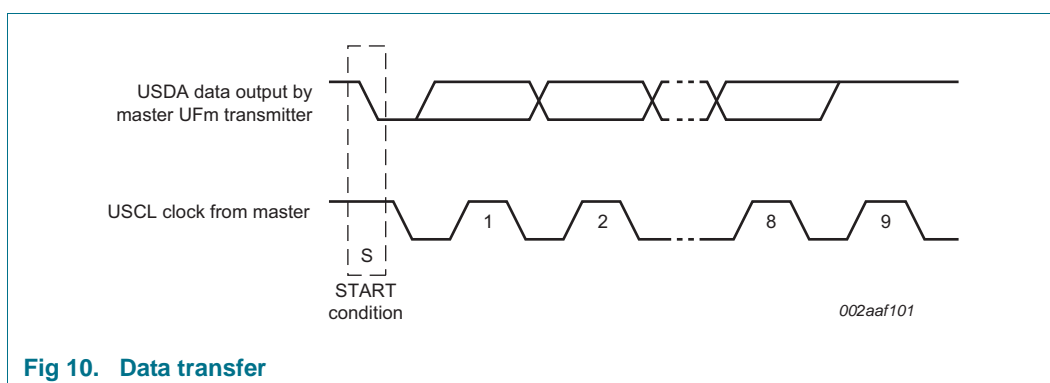 USDA data output by
master UFm transmitter
USCL clock from master
1
2
8
9
S
START
condition
002aaf101
Fig 10. Data transfer